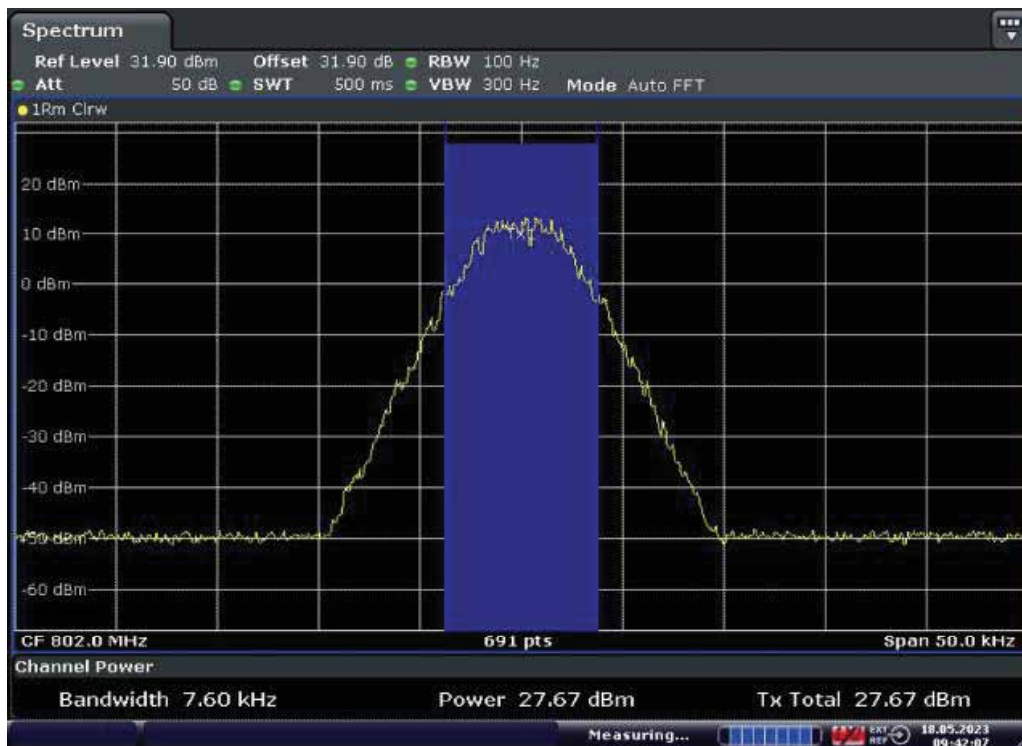 Spectrum
Ref Level 31.90 dBm Offset 31.90 dB RBW 100 Hz
Att 50 dB SWT 500 ms VBW 300 Hz Mode Auto FFT
1Rm Clrw
20 dBm
10 dBm
0 dBm
-10 dBm
-20 dBm
-30 dBm
-40 dBm
-50 dBm
-60 dBm
CF 802.0 MHz 691 pts Span 50.0 kHz
Channel Power
Bandwidth 7.60 kHz Power 27.67 dBm Tx Total 27.67 dBm
Measuring... EXT REF 18.05.2023
09:42:07